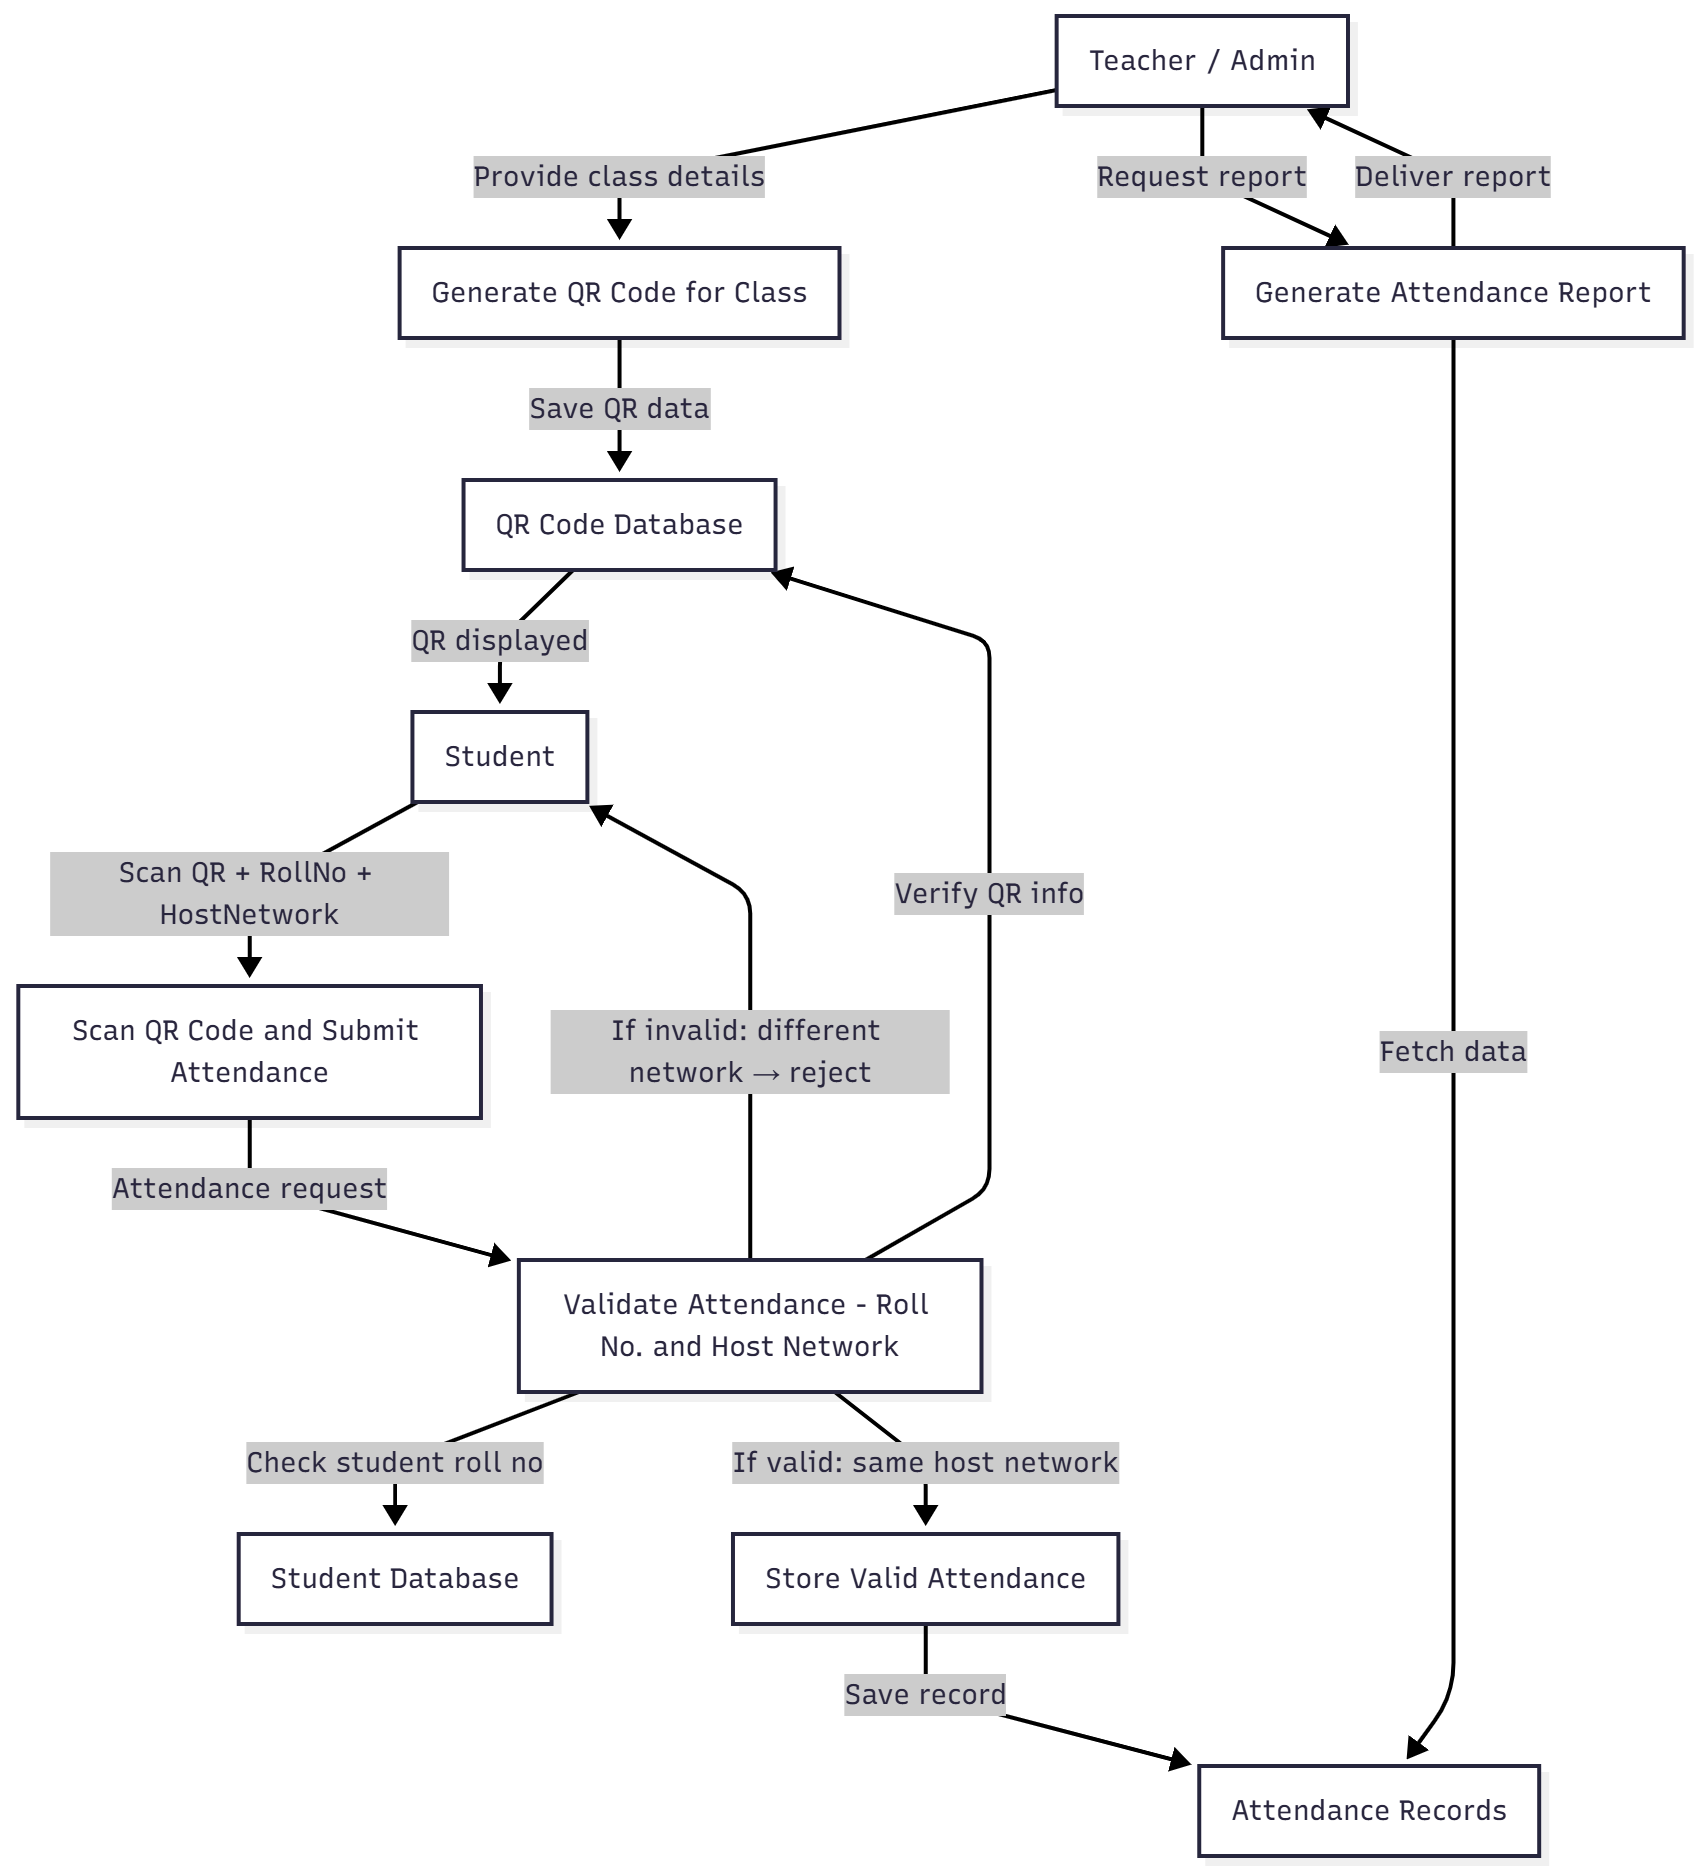 Teacher / Admin
Provide class details
Request report
Deliver report
Generate QR Code for Class
Generate Attendance Report
Save QR data
QR Code Database
QR displayed
Student
Scan QR + RollNo +
HostNetwork
Verify QR info
Scan QR Code and Submit
Attendance
If invalid: different
network → reject
Fetch data
Attendance request
Validate Attendance - Roll
No. and Host Network
Check student roll no
If valid: same host network
Student Database
Store Valid Attendance
Save record
Attendance Records